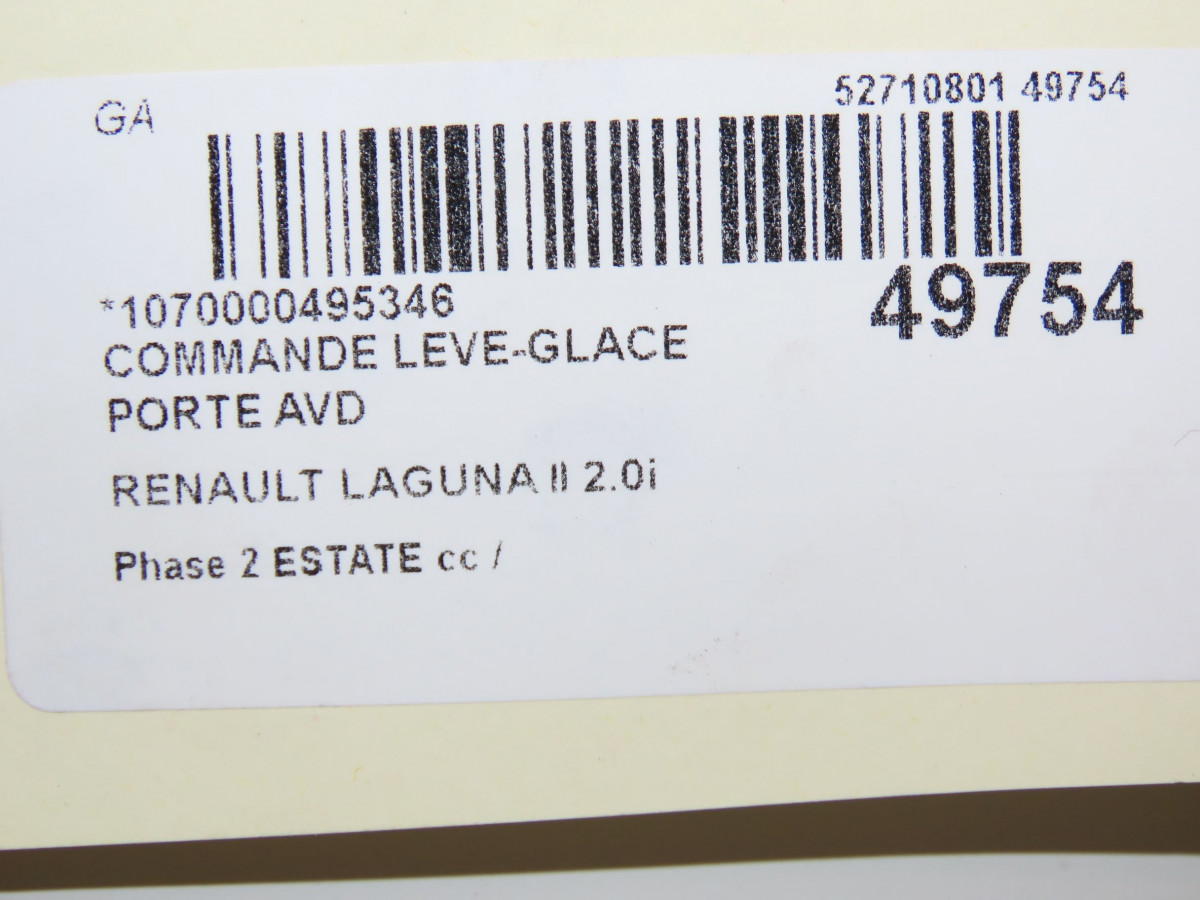 GA
52710801 49754
*1070000495346
49754
COMMANDE LEVE-GLACE
PORTE AVD
RENAULT LAGUNA II 2.0i
Phase 2 ESTATE cc /